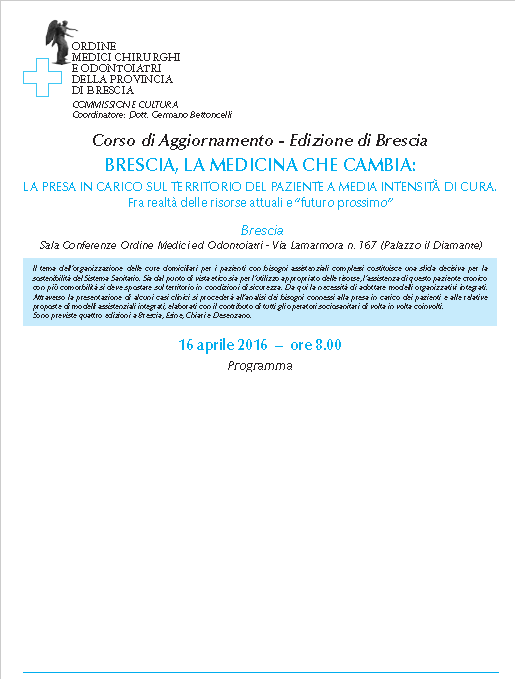 ORDINE
MEDICI CHIRURGHI
E ODONTOIATRI
DELLA PROVINCIA
DI BRESCIA
COMMISSIONE CULTURA
Coordinatore: Dott. Germano Bettoncelli
Corso di Aggiornamento - Edizione di Brescia
BRESCIA, LA MEDICINA CHE CAMBIA:
LA PRESA IN CARICO SUL TERRITORIO DEL PAZIENTE A MEDIA INTENSITÀ DI CURA.
Fra realtà delle risorse attuali e “futuro prossimo”
Brescia
Sala Conferenze Ordine Medici ed Odonroiatri - Via Lamarmora n. 167 (Palazzo il Diamante)
Il tema dell'organizzazione delle cure domiciliari per i pazienti con bisogni assistenziali complessi costituisce una sfida decisiva per la
sostenibilità del Sistema Sanitario. Sia dal punto di vista etico sia per l'utilizzo appropriato delle risorse, l'assistenza di questo paziente cronico
con più comorbilità si deve spostare sul territorio in condizioni di sicurezza. Da qui la necessità di adottare modelli organizzativi integrati.
Attraverso la presentazione di alcuni casi clinici si procederà all'analisi dei bisogni connessi alla presa in carico dei pazienti e alle relative
proposte di modelli assistenziali integrati, elaborati con il contributo di tutti gli operatori sociosanitari di volta in volta coinvolti.
Sono previste quattro edizioni a Brescia, Esine, Chiari e Desenzano.
16 aprile 2016 – ore 8.00
Programma